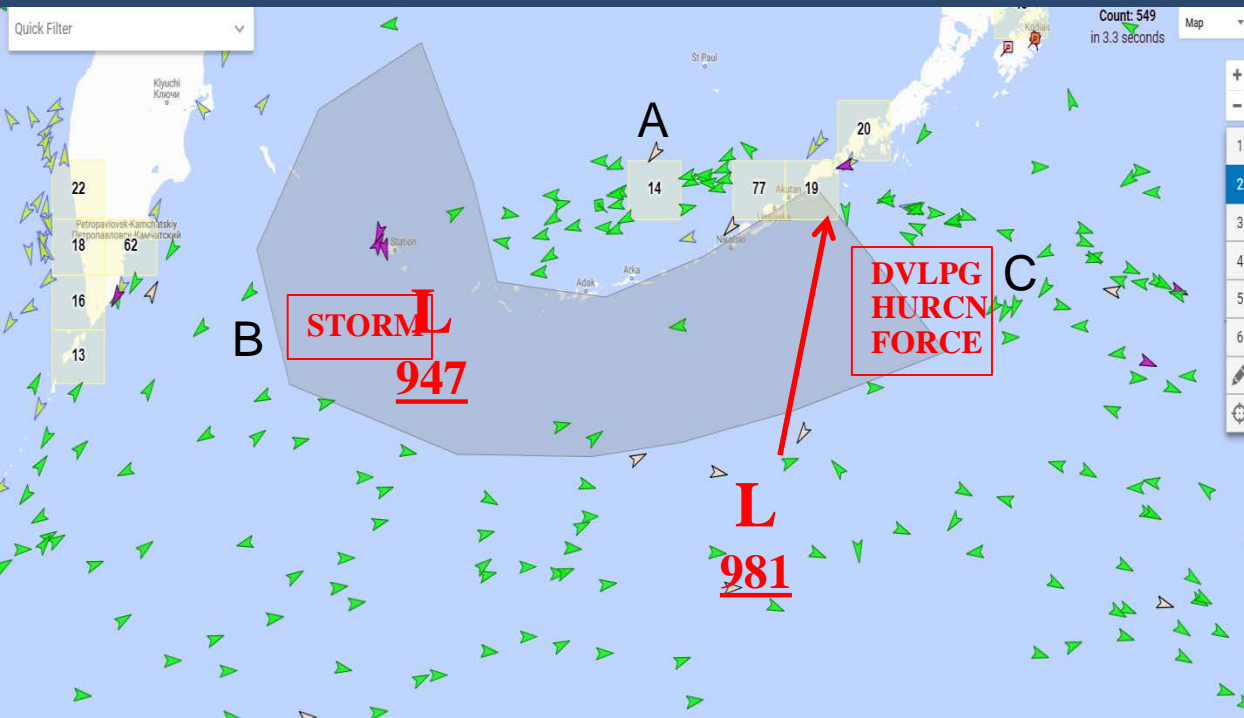 Quick Filter
Count: 549
in 3.3 seconds
Map
Kodiak
Klyuchi
Ключи
St Paul
A
20
14
77
Akutan
19
22
Petropavlovsk-Kamchatskiy
Петропавловск-Камчатский
18
62
Station
Nikolski
Adak
Atka
16
13
B
STORM
L
947
DVLPG
HURCN
FORCE
C
L
981
+
−
1
2
3
4
5
6